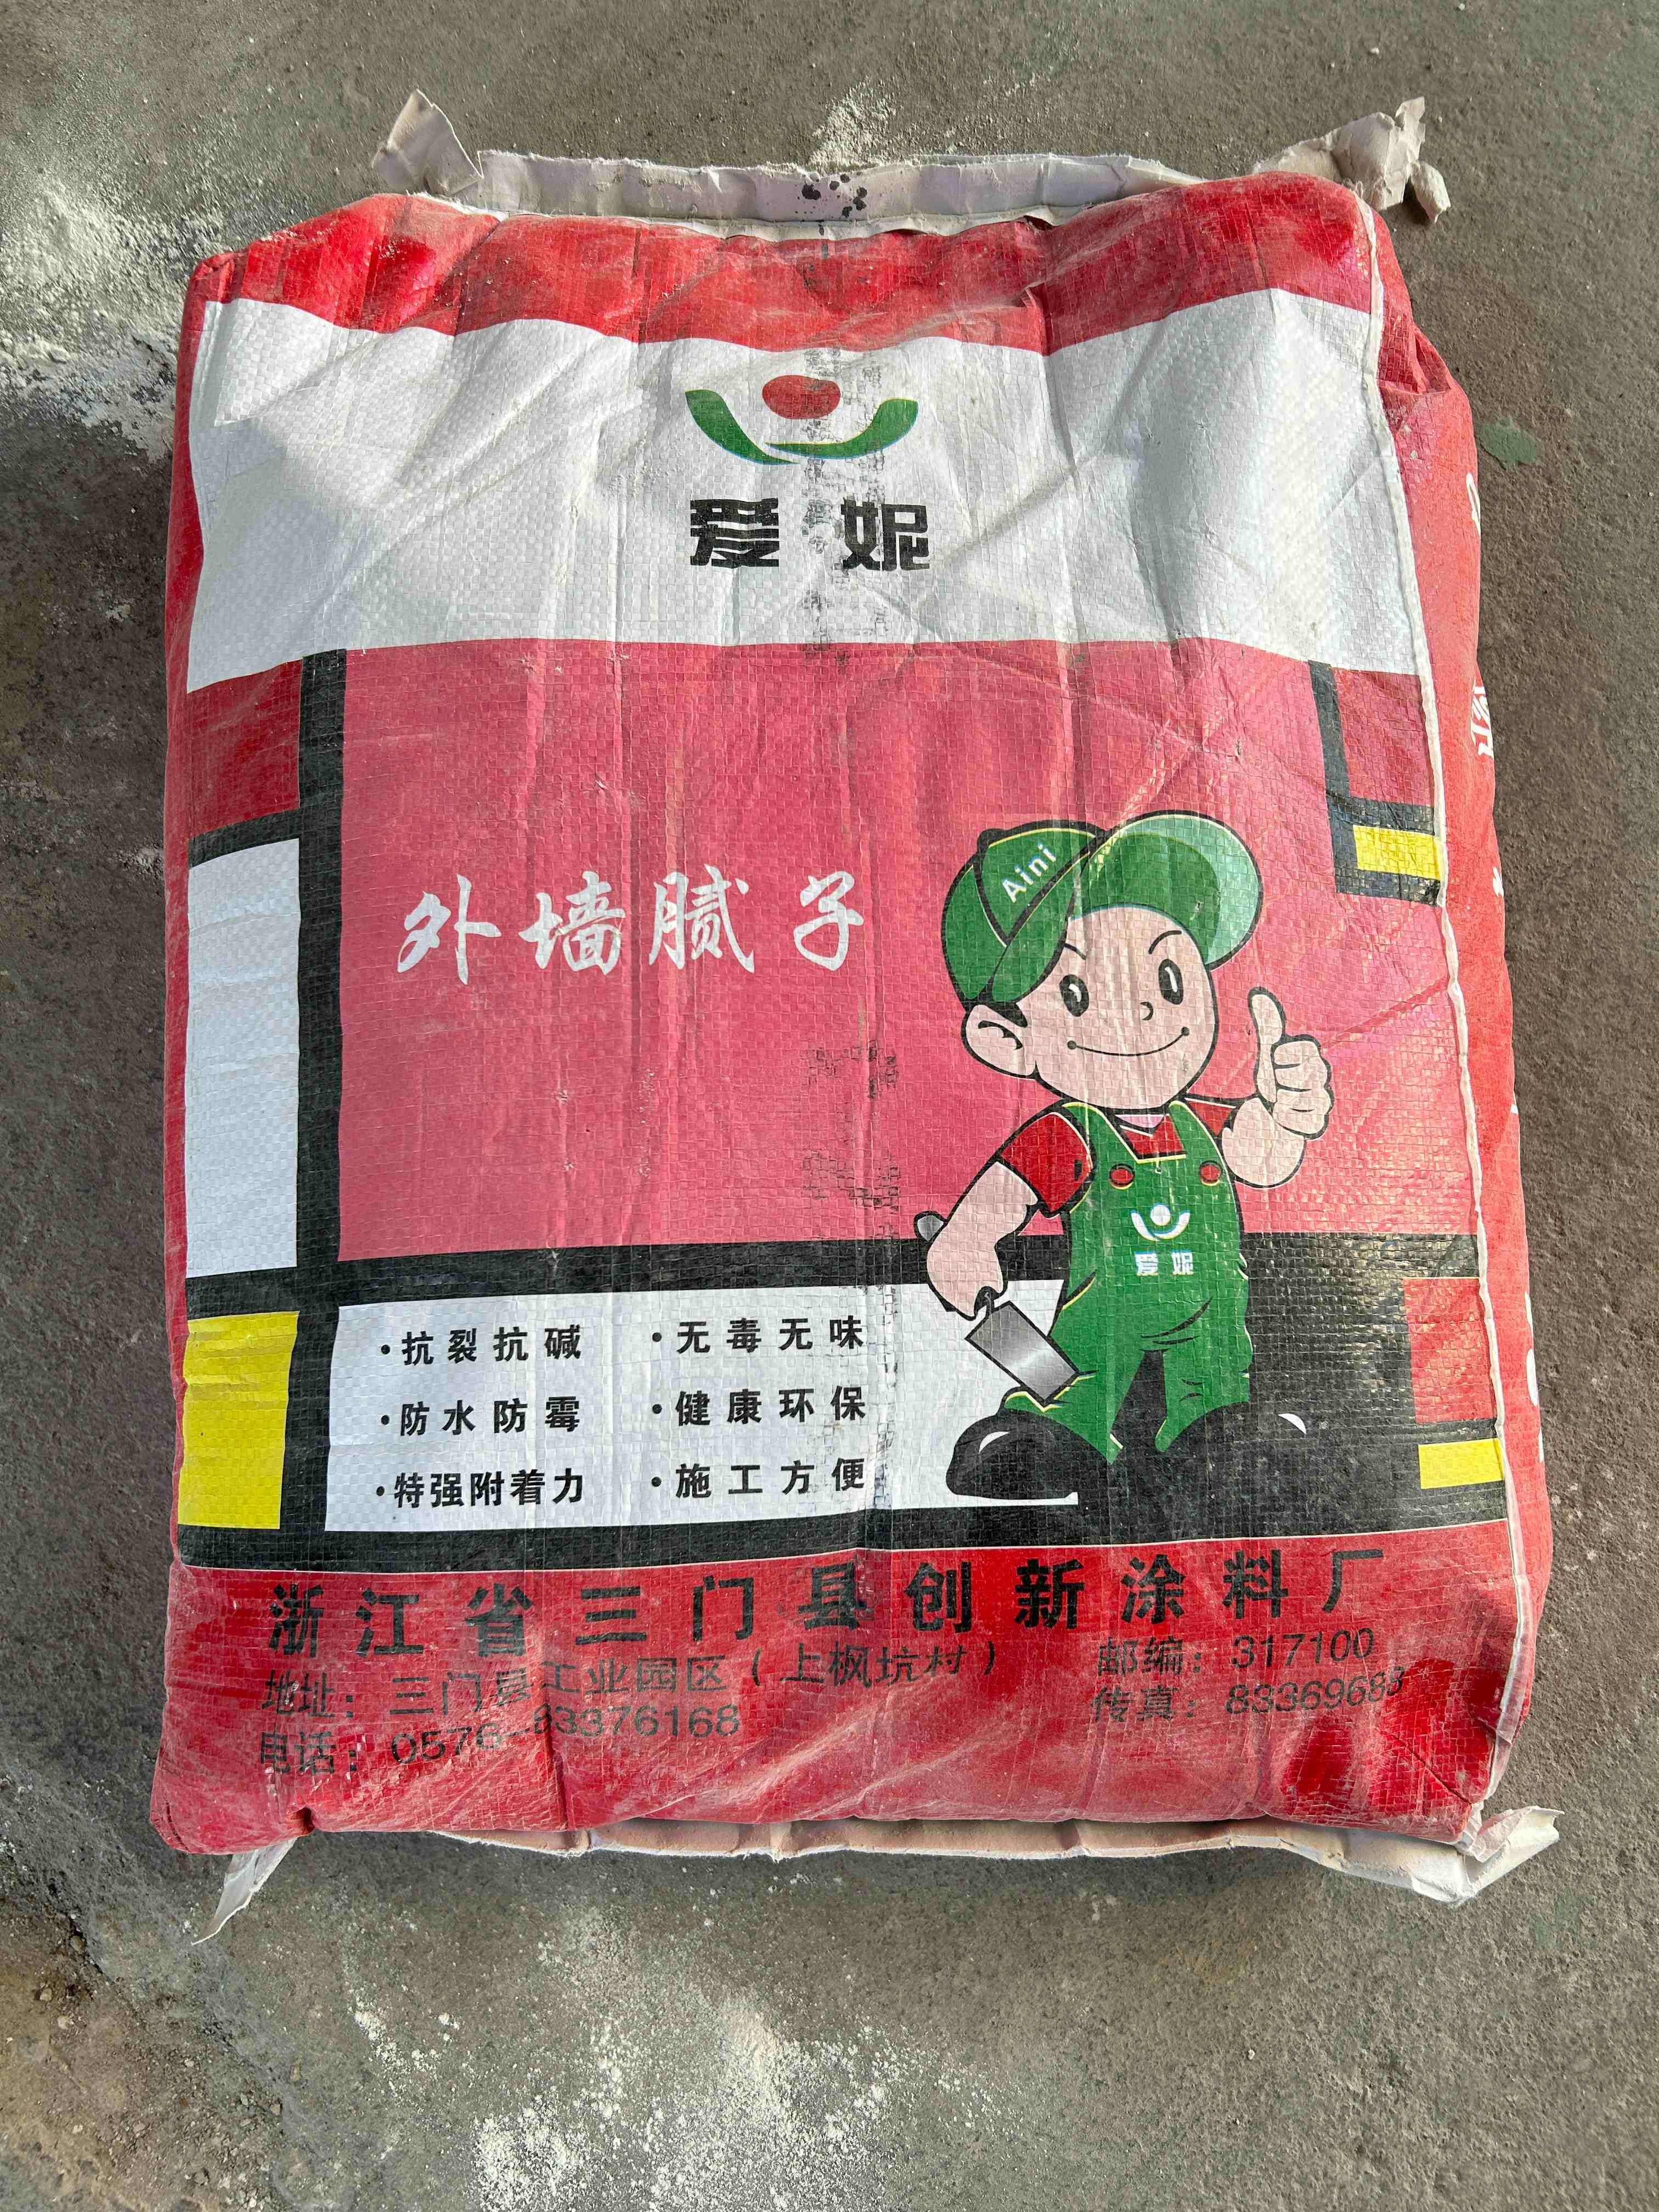 爱妮
外墙腻子
Aini
爱妮
·抗裂抗碱
·无毒无味
·防水防霉
·健康环保
·特强附着力
·施工方便
浙江省三门县创新涂料厂
地址：三门县工业园区（上枫坑村）
邮编：317100
电话：0576-83376168
传真：83369688